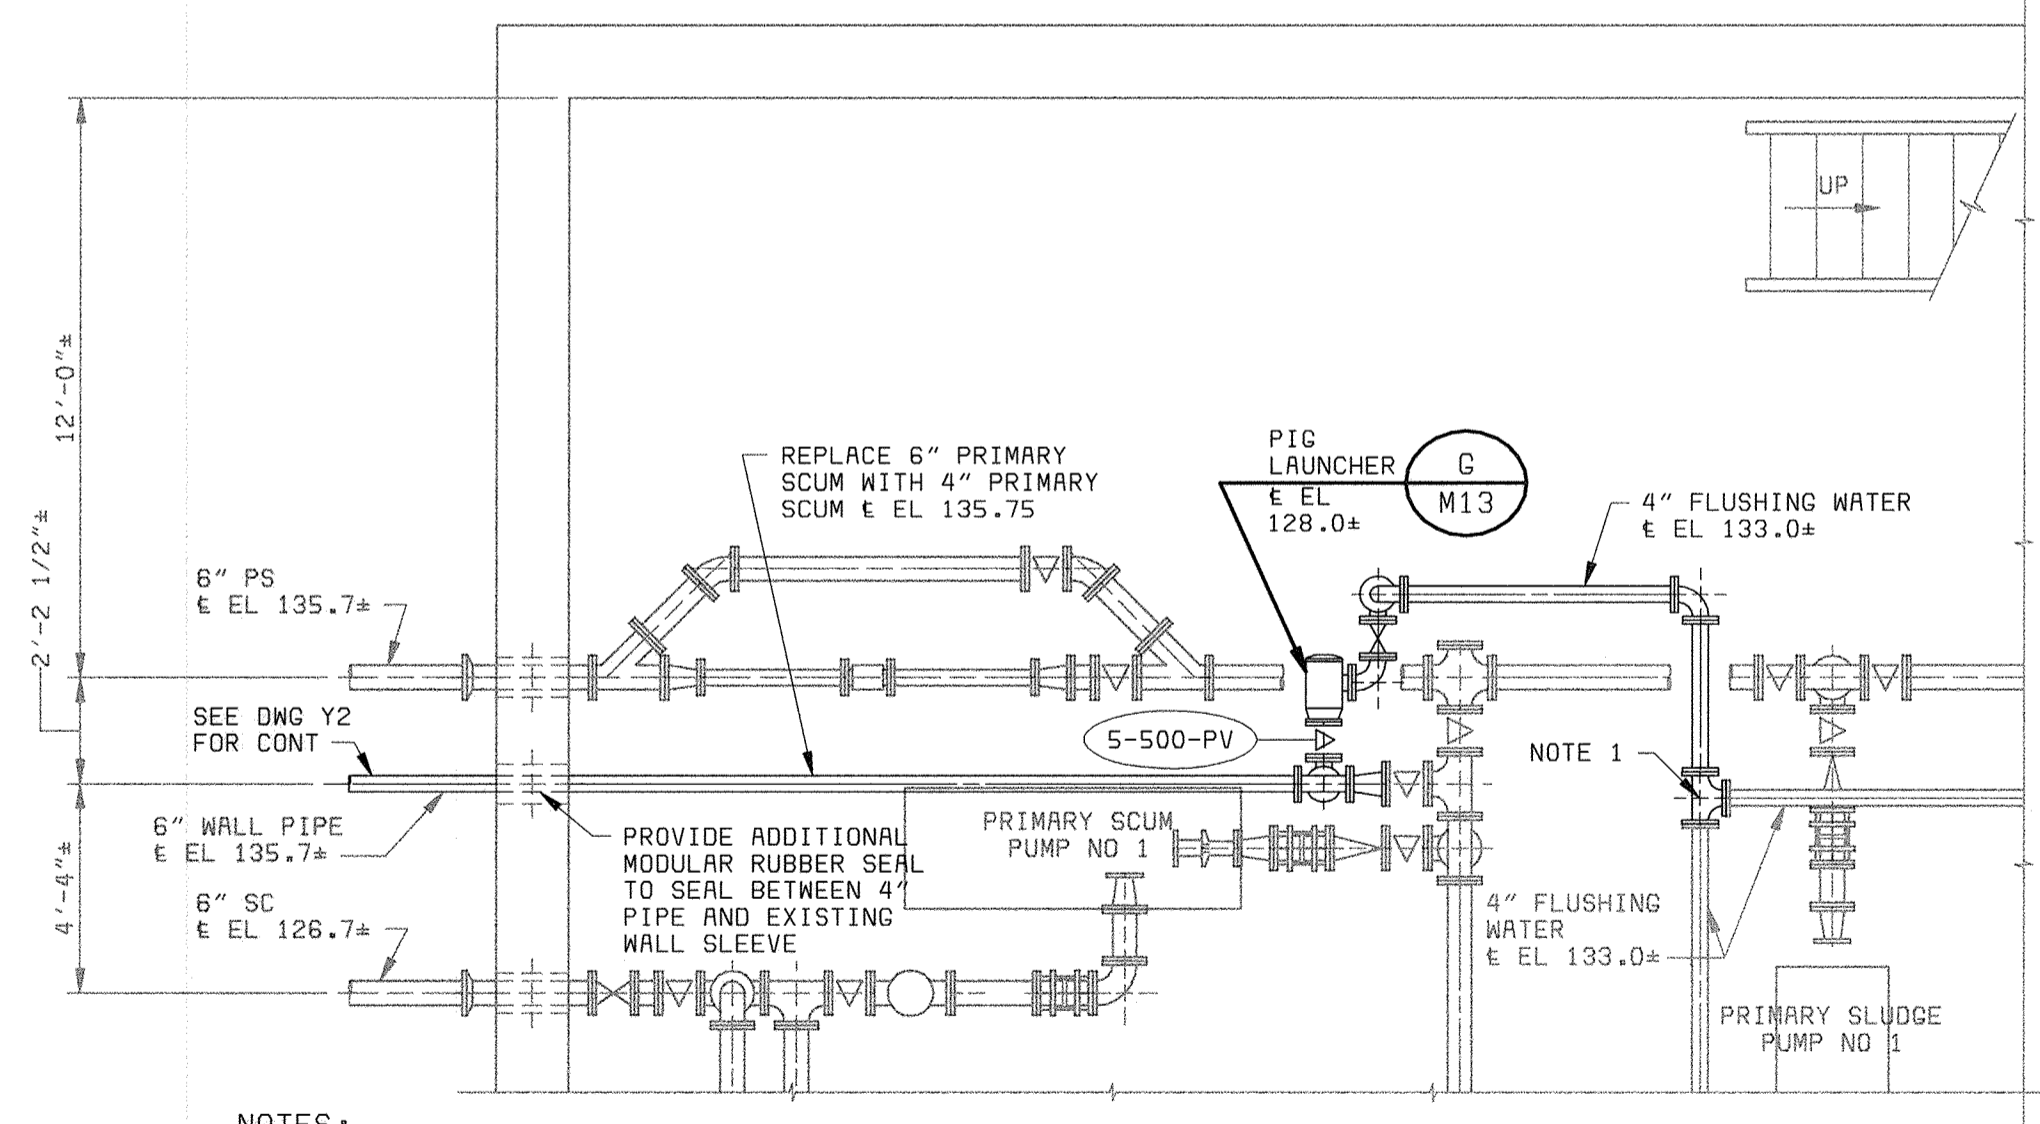 UP
12'-0"±
2'-2 1/2"±
4'-4"±
REPLACE 6" PRIMARY
SCUM WITH 4" PRIMARY
SCUM ℄ EL 135.75
PIG
LAUNCHER
℄ EL
128.0±
G
M13
4" FLUSHING WATER
℄ EL 133.0±
6" PS
℄ EL 135.7±
SEE DWG Y2
FOR CONT
5-500-PV
NOTE 1
6" WALL PIPE
℄ EL 135.7±
PROVIDE ADDITIONAL
MODULAR RUBBER SEAL
TO SEAL BETWEEN 4"
PIPE AND EXISTING
WALL SLEEVE
PRIMARY SCUM
PUMP NO 1
6" SC
℄ EL 126.7±
4" FLUSHING
WATER
℄ EL 133.0±
PRIMARY SLUDGE
PUMP NO 1
NOTES: